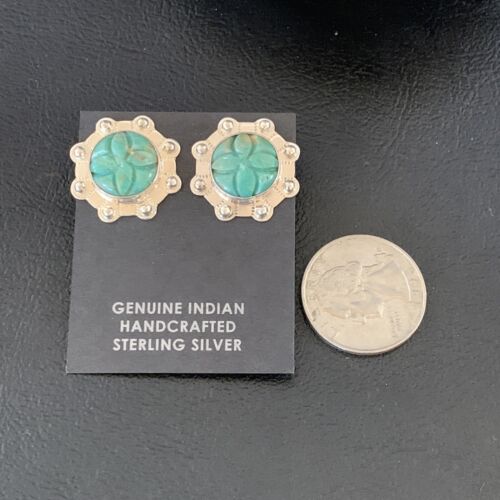 GENUINE INDIAN
HANDCRAFTED
STERLING SILVER